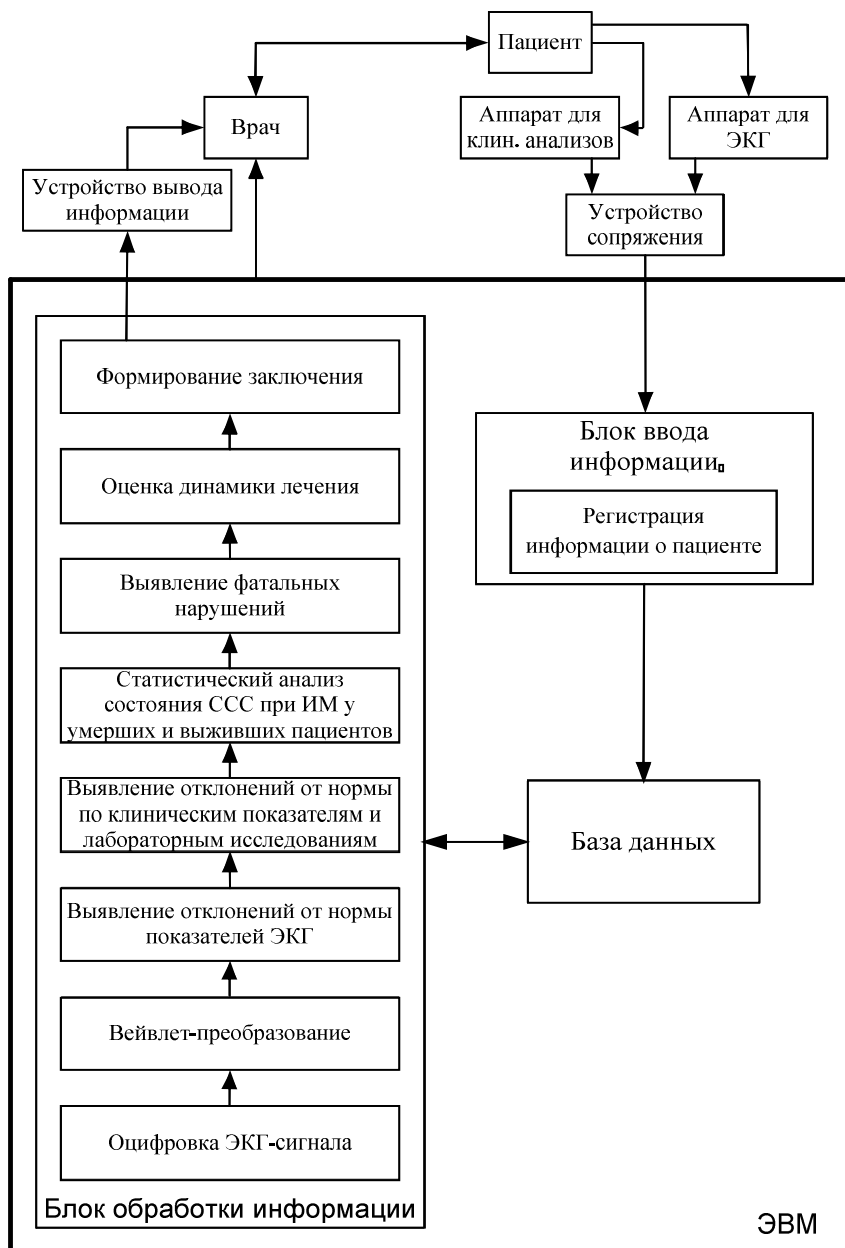 Пациент
Врач
Аппарат для
клин. анализов
Аппарат для
ЭКГ
Устройство вывода
информации
Устройство
сопряжения
Формирование заключения
Оценка динамики лечения
Выявление фатальных
нарушений
Статистический анализ
состояния ССС при ИМ у
умерших и выживших пациентов
Выявление отклонений от нормы
по клиническим показателям и
лабораторным исследованиям
Выявление отклонений от нормы
показателей ЭКГ
Вейвлет-преобразование
Оцифровка ЭКГ-сигнала
Блок обработки информации
Блок ввода
информации
Регистрация
информации о пациенте
База данных
ЭВМ